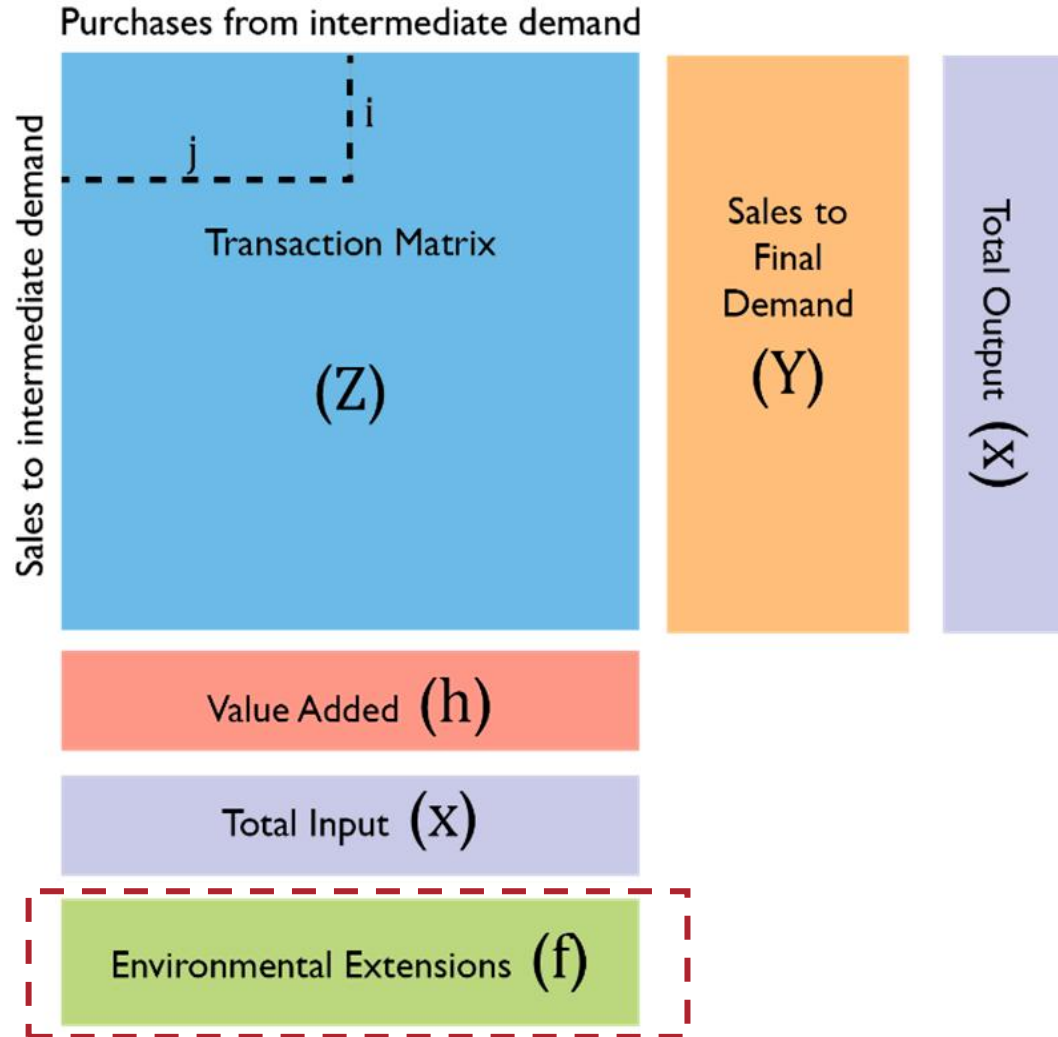 Purchases from intermediate demand
Sales to intermediate demand
i
j
Transaction Matrix
(Z)
Sales to
Final
Demand
(Y)
Total Output (x)
Value Added (h)
Total Input (x)
Environmental Extensions (f)